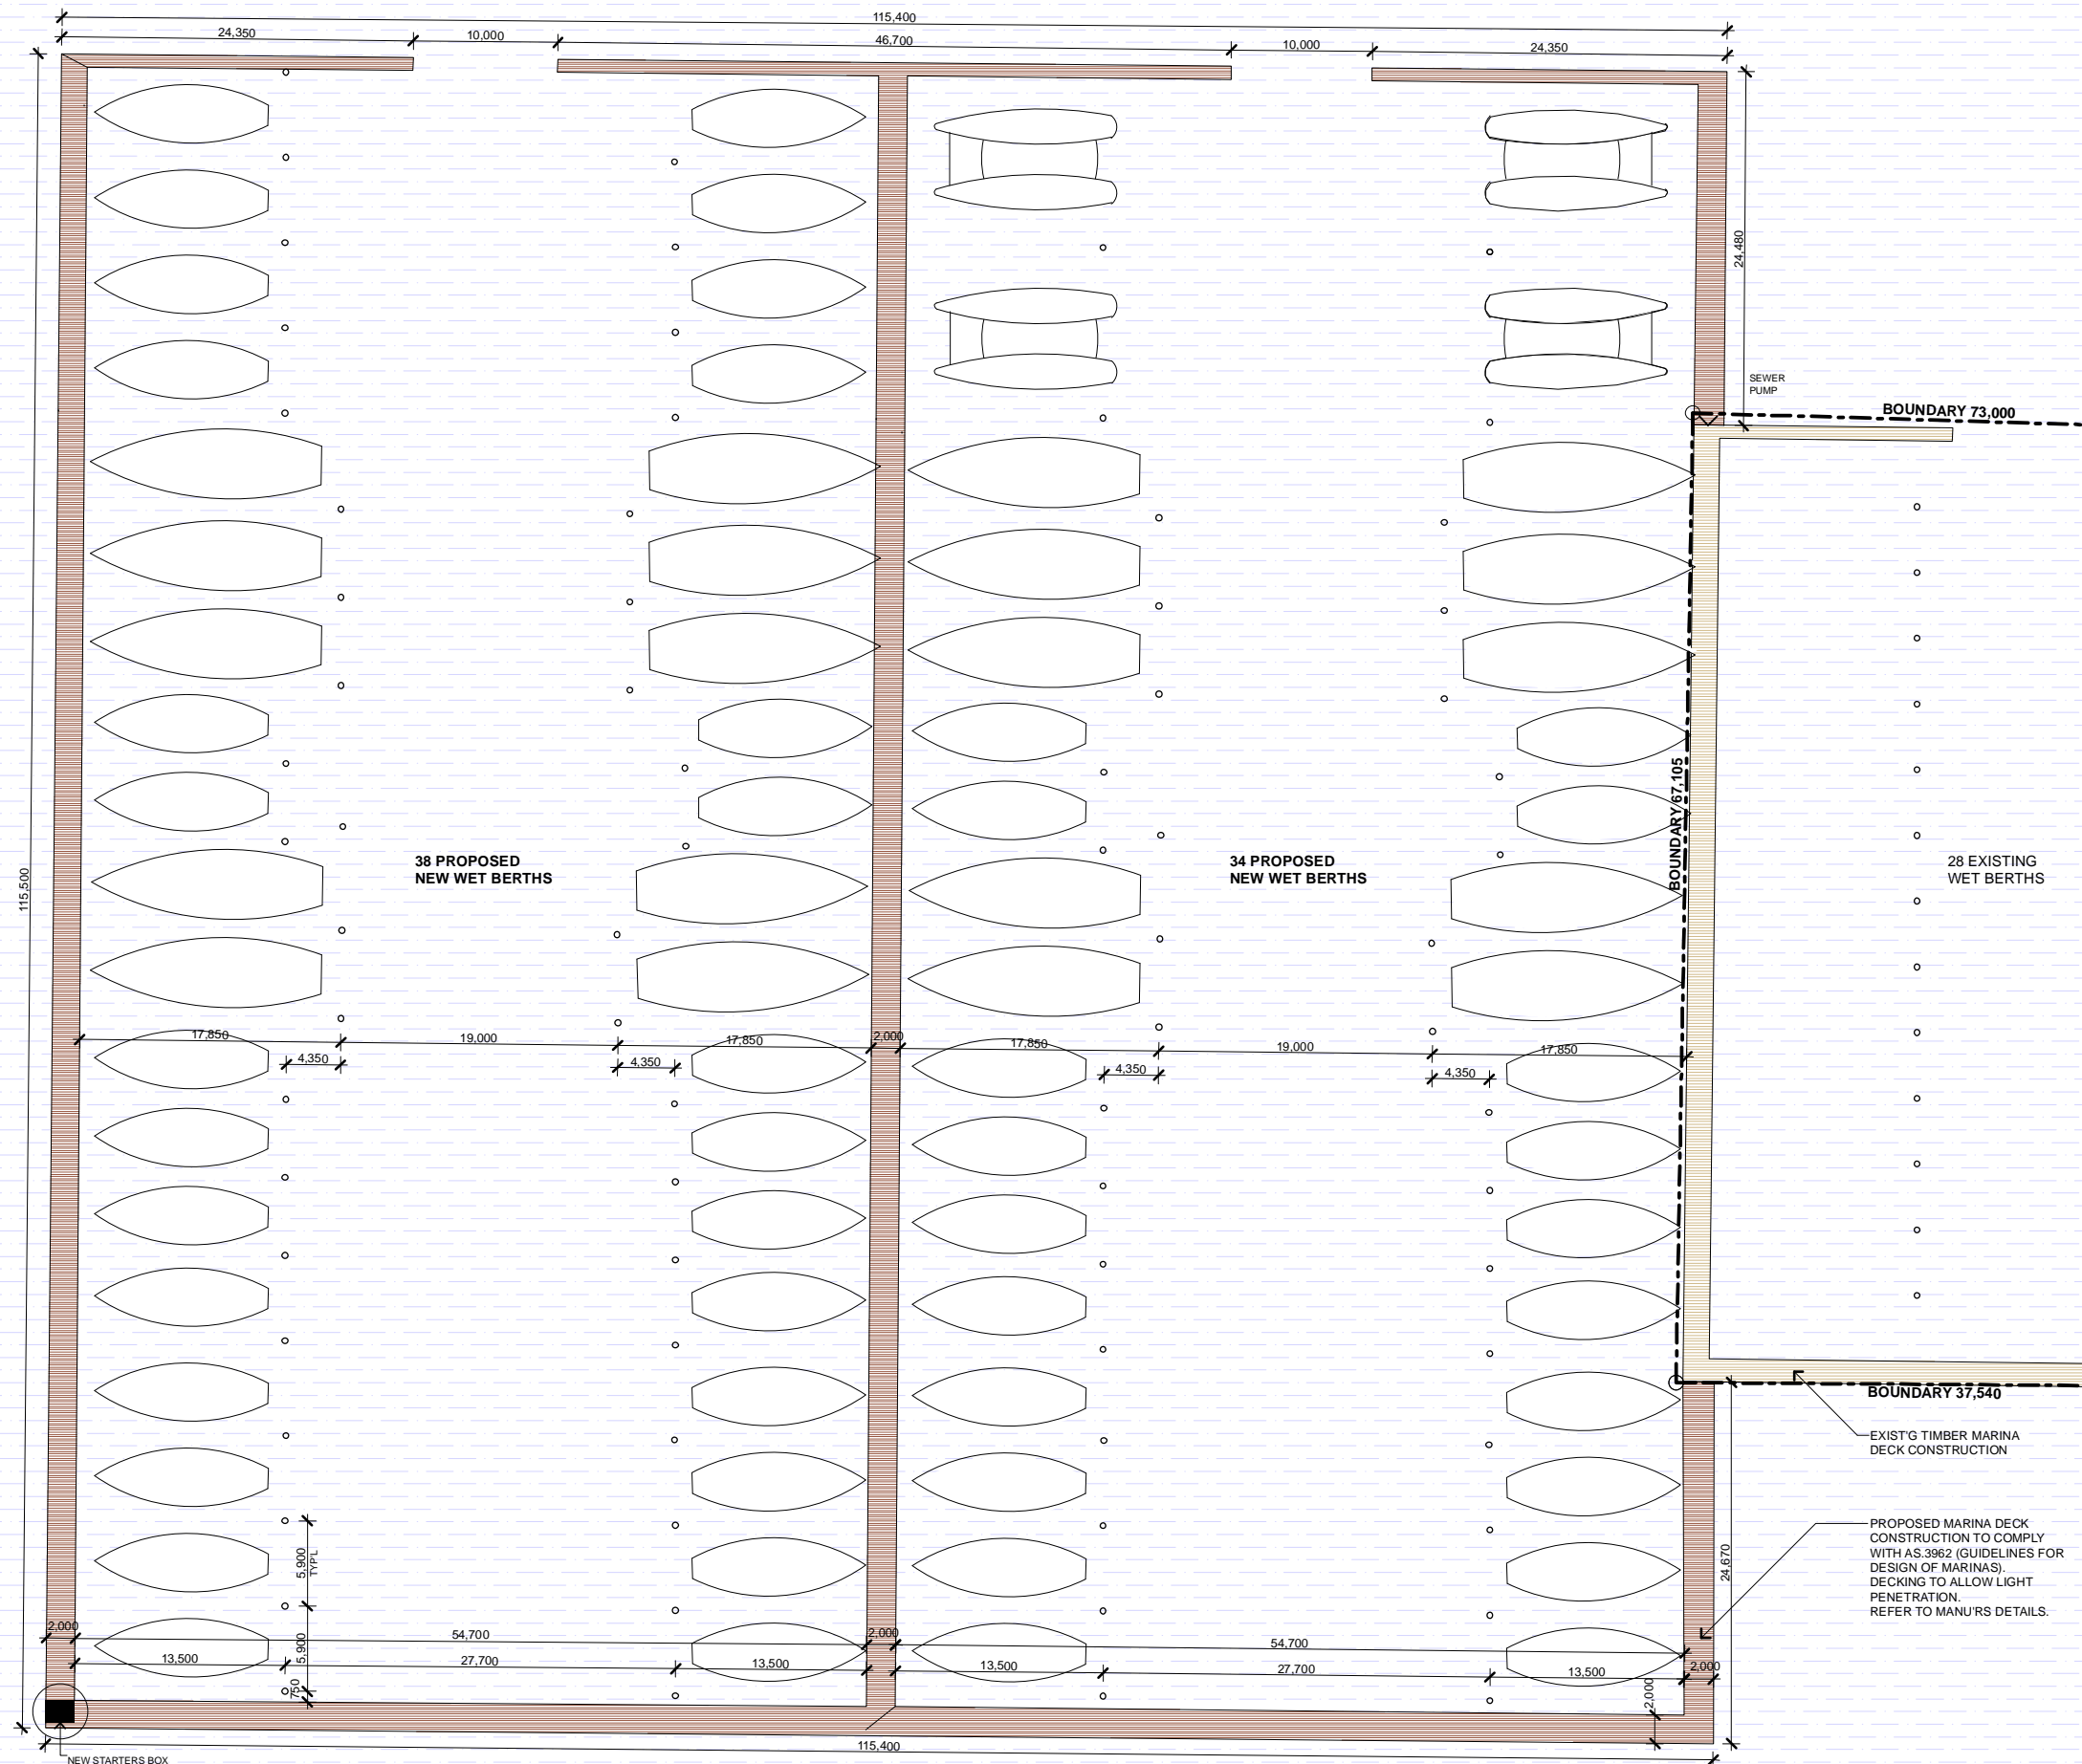 115,400
24,350
10,000
46,700
10,000
24,350
24,480
SEWER
PUMP
BOUNDARY 73,000
BOUNDARY 67,105
38 PROPOSED
NEW WET BERTHS
34 PROPOSED
NEW WET BERTHS
28 EXISTING
WET BERTHS
115,500
17,850
19,000
17,850
2,000
17,850
19,000
17,850
4,350
4,350
4,350
4,350
BOUNDARY 37,540
EXIST'G TIMBER MARINA
DECK CONSTRUCTION
PROPOSED MARINA DECK
CONSTRUCTION TO COMPLY
WITH AS.3962 (GUIDELINES FOR
DESIGN OF MARINAS).
DECKING TO ALLOW LIGHT
PENETRATION.
REFER TO MANU'RS DETAILS.
24,670
5,900
TYP'L
5,900
750
2,000
54,700
2,000
54,700
13,500
27,700
13,500
13,500
27,700
13,500
2,000
2,000
115,400
NEW STARTERS BOX